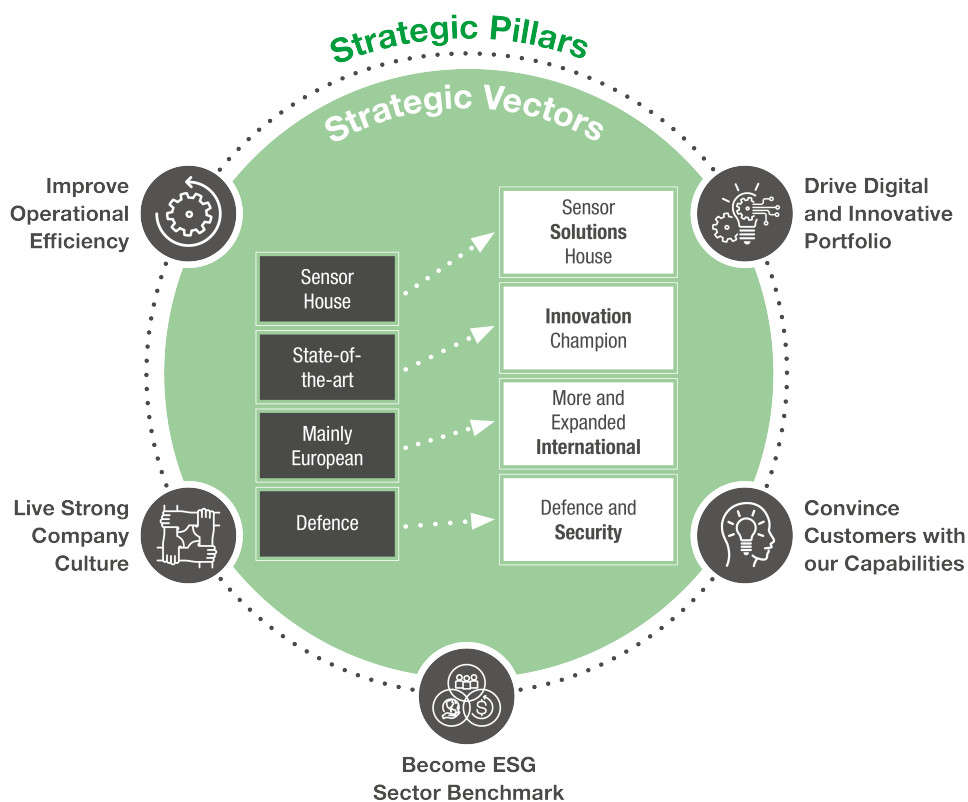 Strategic Pillars
Strategic Vectors
Improve
Operational
Efficiency
Drive Digital
and Innovative
Portfolio
Sensor
House
Sensor
Solutions
House
State-of-
the-art
Innovation
Champion
Mainly
European
More and
Expanded
International
Defence
Defence and
Security
Live Strong
Company
Culture
Convince
Customers with
our Capabilities
$
Become ESG
Sector Benchmark